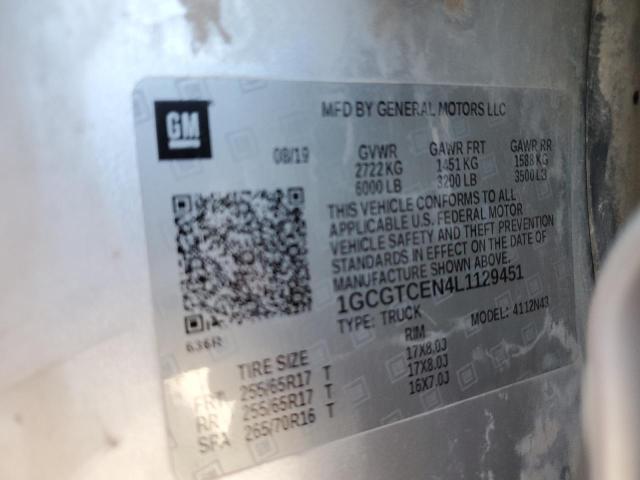 GM
MFD BY GENERAL MOTORS LLC
08/19 GVWR GAWR FRT GAWR RR
2722 KG 1451 KG 1588 KG
6000 LB 3200 LB 3500 LB
THIS VEHICLE CONFORMS TO ALL
APPLICABLE U.S. FEDERAL MOTOR
VEHICLE SAFETY AND THEFT PREVENTION
STANDARDS IN EFFECT ON THE DATE OF
MANUFACTURE SHOWN ABOVE.
1GCGTCEN4L1129451
TYPE: TRUCK MODEL: 4112N43
636R
TIRE SIZE RIM
FRT 255/65R17 T 17X8.0J
RR 255/65R17 T 17X8.0J
SPA 265/70R16 T 16X7.0J